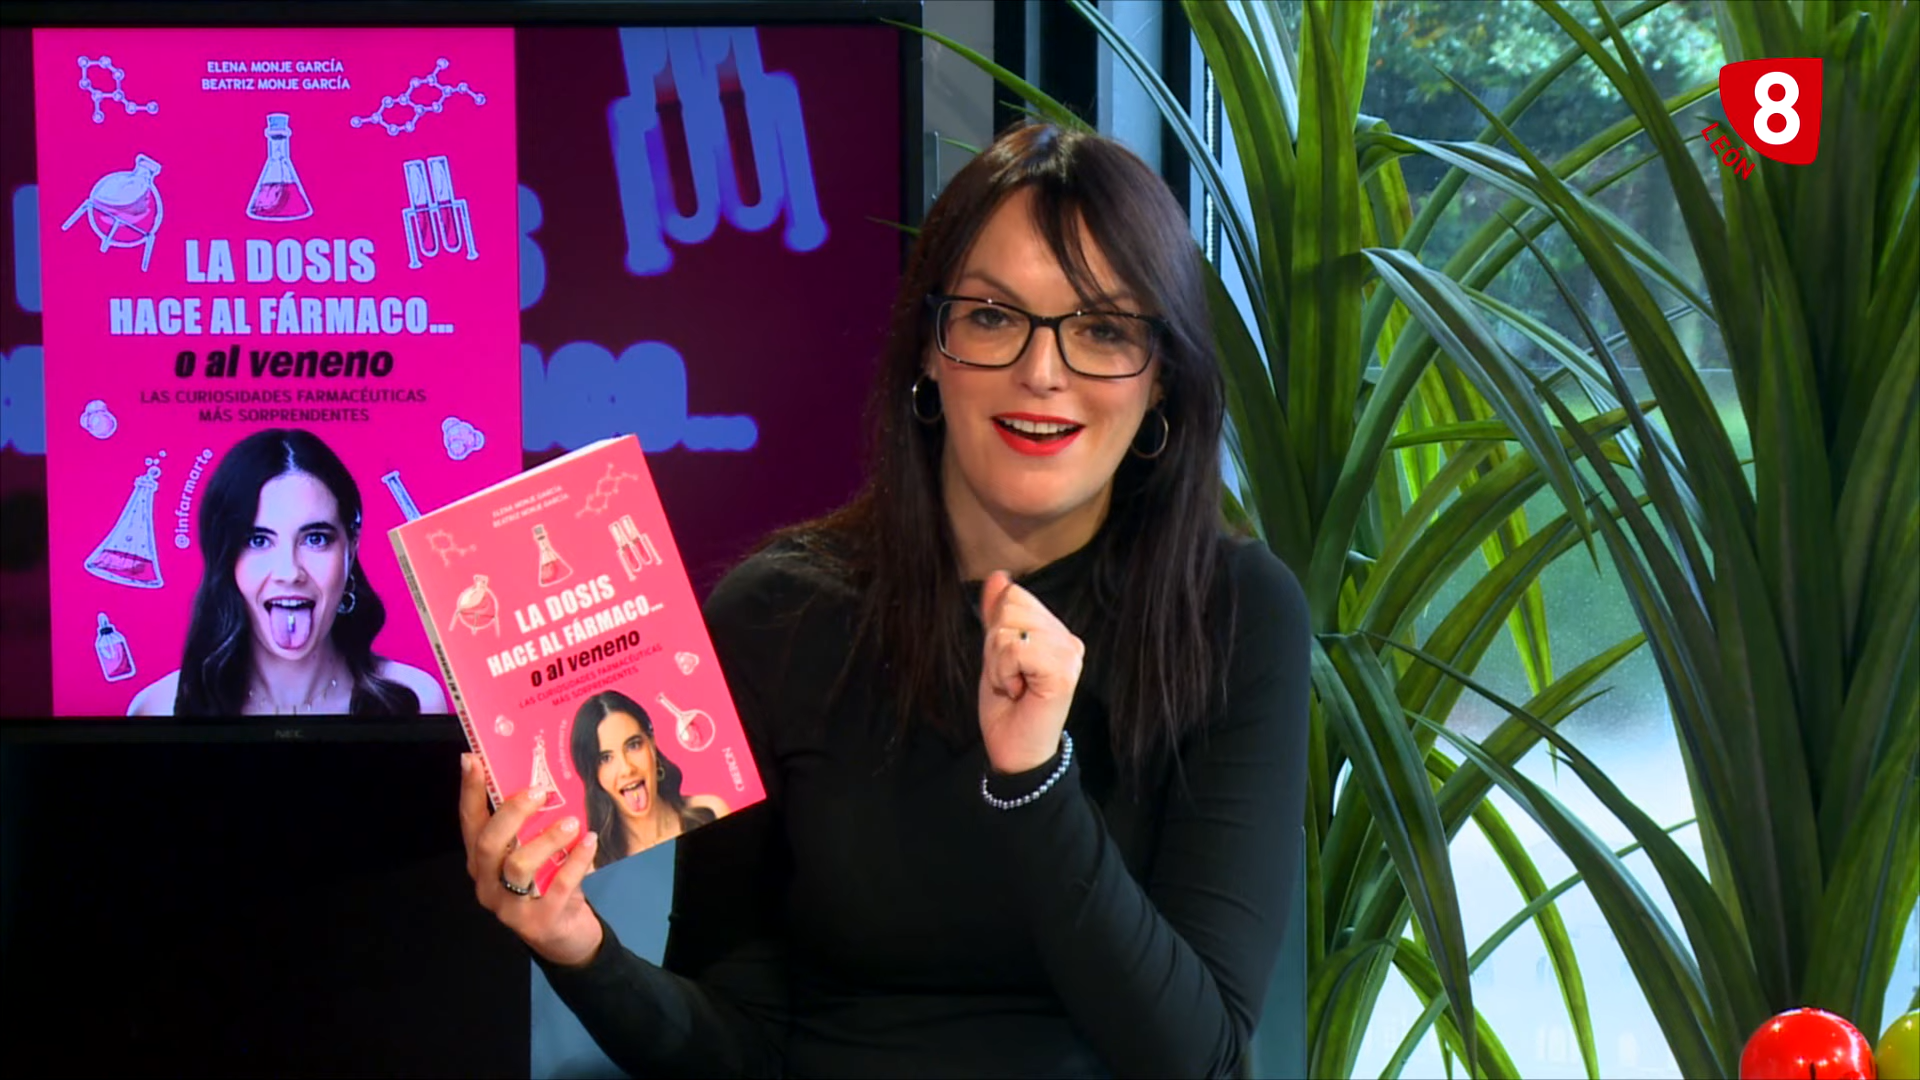 ELENA MONJE GARCÍA
BEATRIZ MONJE GARCÍA
LA DOSIS
HACE AL FÁRMACO...
o al veneno
LAS CURIOSIDADES FARMACÉUTICAS
MÁS SORPRENDENTES
@infarmarte
NEC
ELENA MONJE GARCÍA
BEATRIZ MONJE GARCÍA
LA DOSIS
HACE AL FÁRMACO...
o al veneno
LAS CURIOSIDADES FARMACÉUTICAS
MÁS SORPRENDENTES
@infarmarte
8
LEÓN